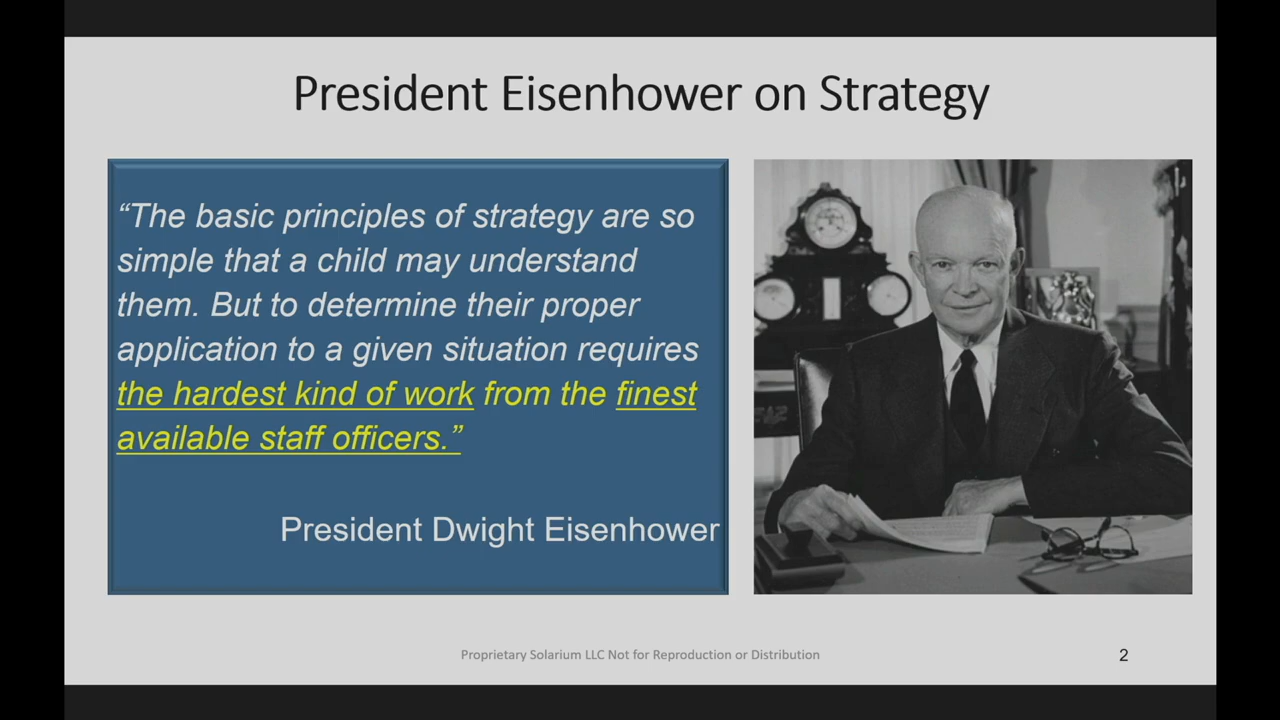 President Eisenhower on Strategy
“The basic principles of strategy are so
simple that a child may understand
them. But to determine their proper
application to a given situation requires
the hardest kind of work from the finest
available staff officers.”
President Dwight Eisenhower
Proprietary Solarium LLC Not for Reproduction or Distribution
2